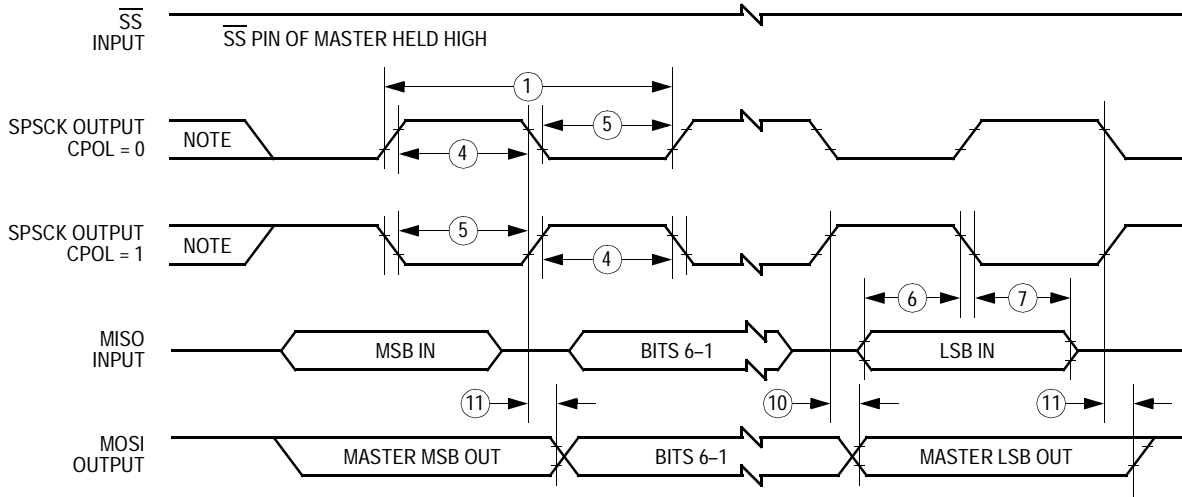 SS
INPUT
SS PIN OF MASTER HELD HIGH
1
SPSCK OUTPUT
CPOL = 0
NOTE
5
4
SPSCK OUTPUT
CPOL = 1
NOTE
5
4
6
7
MISO
INPUT
MSB IN
BITS 6–1
LSB IN
11
10
11
MOSI
OUTPUT
MASTER MSB OUT
BITS 6–1
MASTER LSB OUT